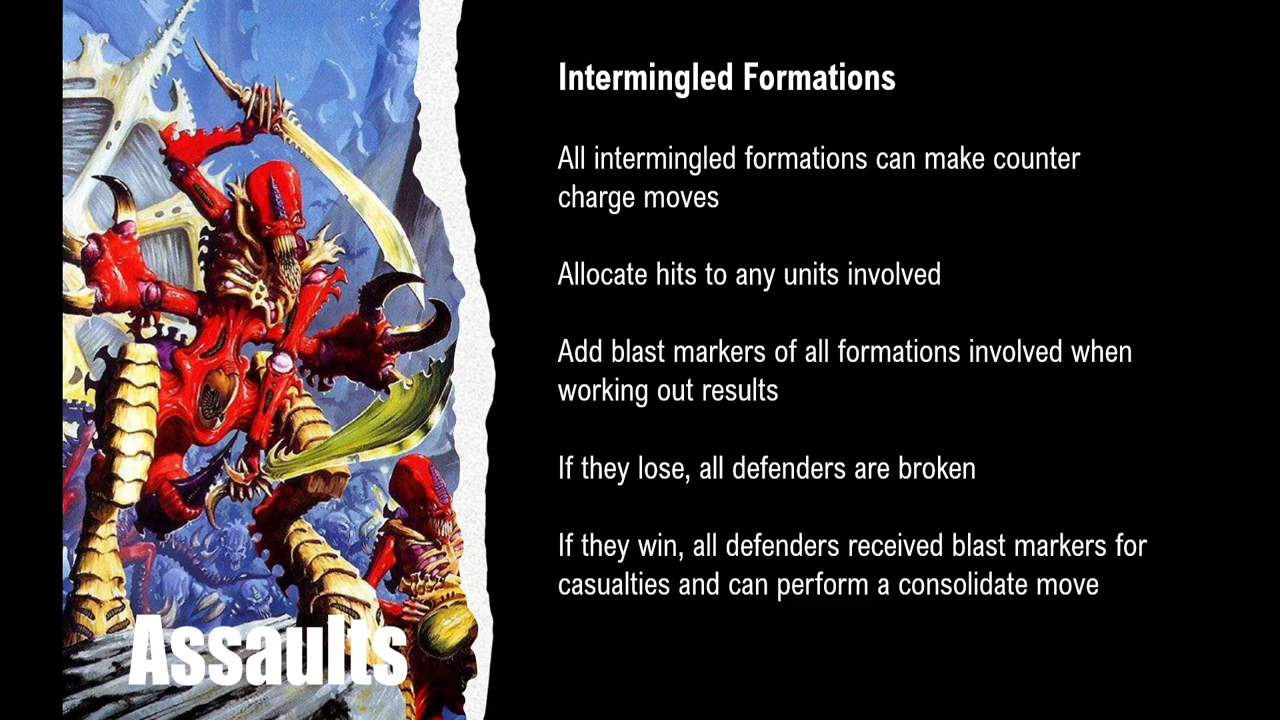 Intermingled Formations
All intermingled formations can make counter
charge moves
Allocate hits to any units involved
Add blast markers of all formations involved when
working out results
If they lose, all defenders are broken
If they win, all defenders received blast markers for
casualties and can perform a consolidate move
Assaults